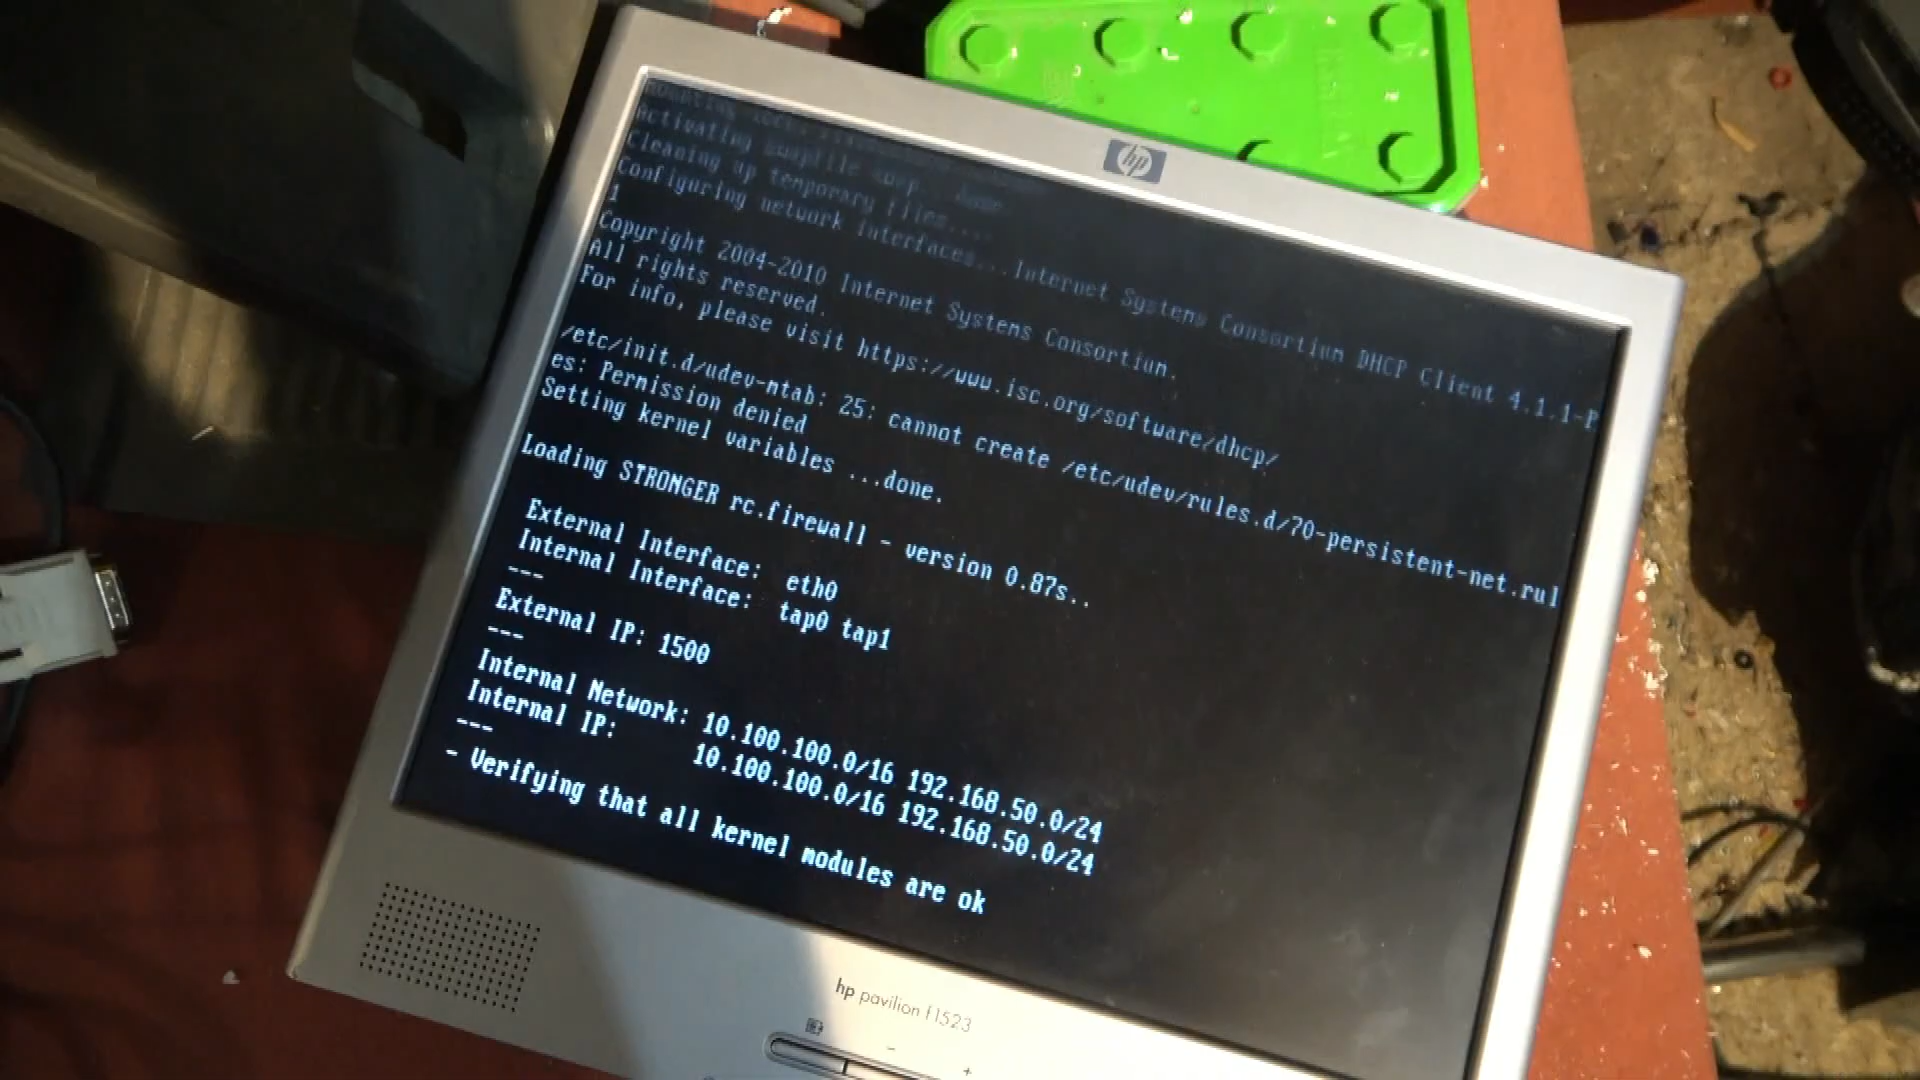 hp
Activating swapfile swap. done.
Cleaning up temporary files....
Configuring network interfaces...Internet Systems Consortium DHCP Client 4.1.1-P
1
Copyright 2004-2010 Internet Systems Consortium.
All rights reserved.
For info, please visit https://www.isc.org/software/dhcp/
/etc/init.d/udev-mtab: 25: cannot create /etc/udev/rules.d/70-persistent-net.rul
es: Permission denied
Setting kernel variables ...done.
Loading STRONGER rc.firewall - version 0.87s..
External Interface: eth0
Internal Interface: tap0 tap1
---
External IP: 1500
---
Internal Network: 10.100.100.0/16 192.168.50.0/24
Internal IP: 10.100.100.0/16 192.168.50.0/24
---
- Verifying that all kernel modules are ok
hp pavilion f1523
- +